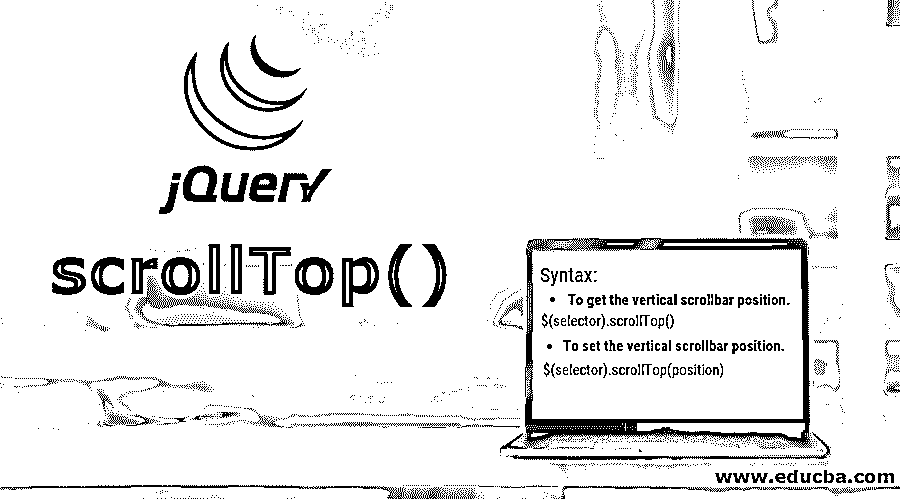 jQuery
scrollTop()
Syntax:
• To get the vertical scrollbar position.
$(selector).scrollTop()
• To set the vertical scrollbar position.
$(selector).scrollTop(position)
www.educba.com